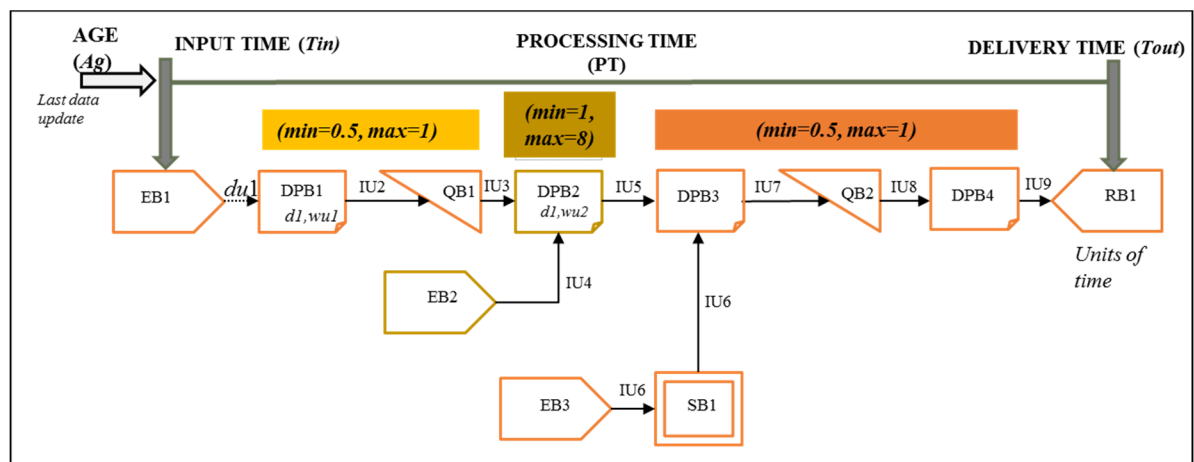 AGE
(Ag)
INPUT TIME (Tin)
PROCESSING TIME
(PT)
DELIVERY TIME (Tout)
Last data
update
(min=0.5, max=1)
(min=1,
max=8)
(min=0.5, max=1)
EB1
du1
DPB1
d1,wu1
IU2
QB1
IU3
DPB2
d1,wu2
IU5
DPB3
IU7
QB2
IU8
DPB4
IU9
RB1
Units of
time
EB2
IU4
IU6
EB3
IU6
SB1